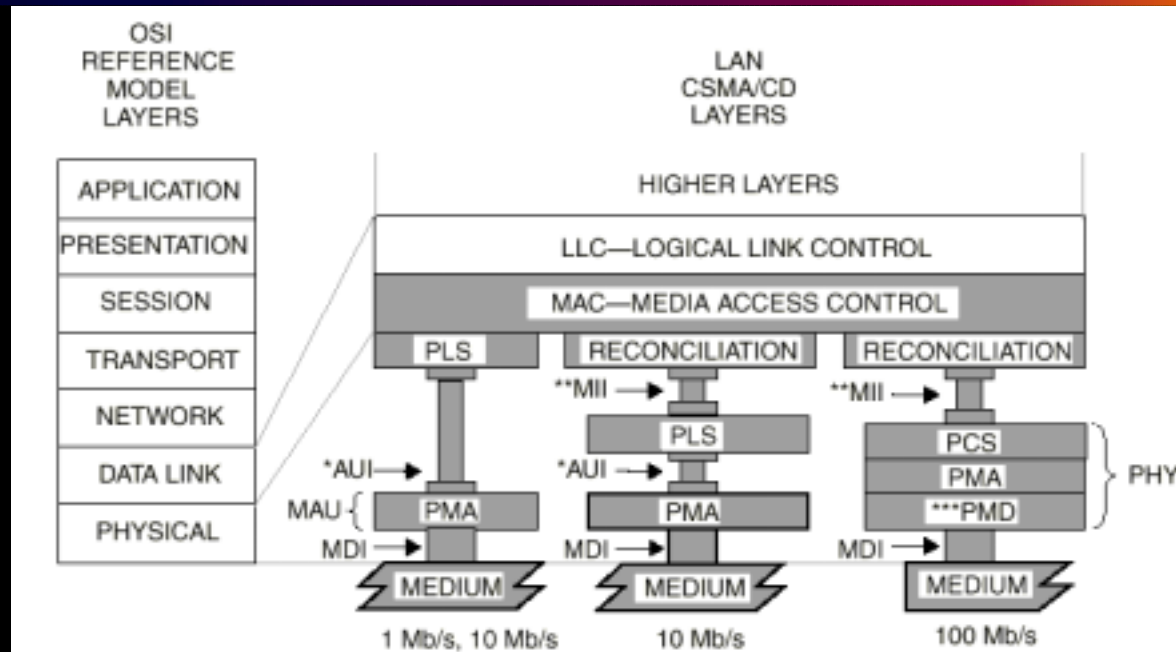 OSI
REFERENCE
MODEL
LAYERS
LAN
CSMA/CD
LAYERS
APPLICATION
PRESENTATION
SESSION
TRANSPORT
NETWORK
DATA LINK
PHYSICAL
HIGHER LAYERS
LLC—LOGICAL LINK CONTROL
MAC—MEDIA ACCESS CONTROL
PLS
*AUI
MAU
PMA
MDI
MEDIUM
1 Mb/s, 10 Mb/s
RECONCILIATION
**MII
PLS
*AUI
PMA
MDI
MEDIUM
10 Mb/s
RECONCILIATION
**MII
PCS
PMA
***PMD
PHY
MDI
MEDIUM
100 Mb/s